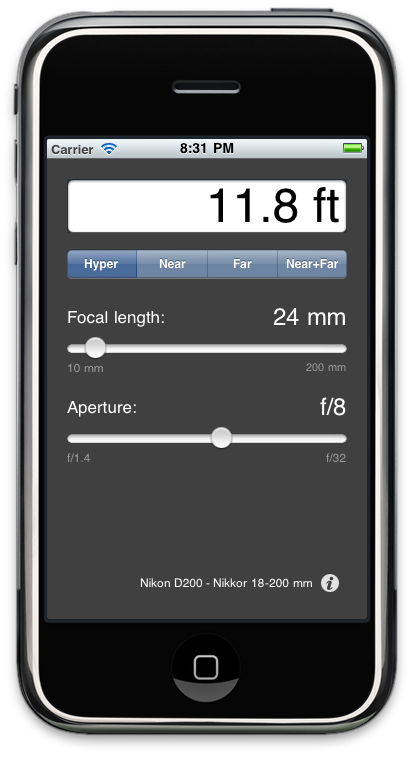 Carrier 8:31 PM
11.8 ft
Hyper Near Far Near+Far
Focal length: 24 mm
10 mm 200 mm
Aperture: f/8
f/1.4 f/32
Nikon D200 - Nikkor 18-200 mm i